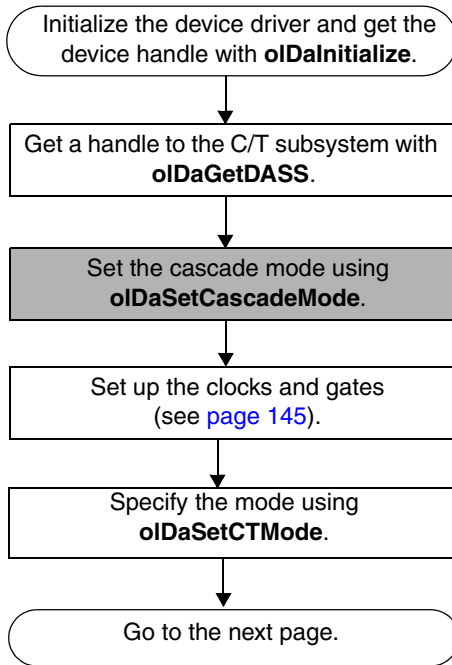 Initialize the device driver and get the
device handle with olDaInitialize.
Get a handle to the C/T subsystem with
olDaGetDASS.
Set the cascade mode using
olDaSetCascadeMode.
Set up the clocks and gates
(see page 145).
Specify the mode using
olDaSetCTMode.
Go to the next page.